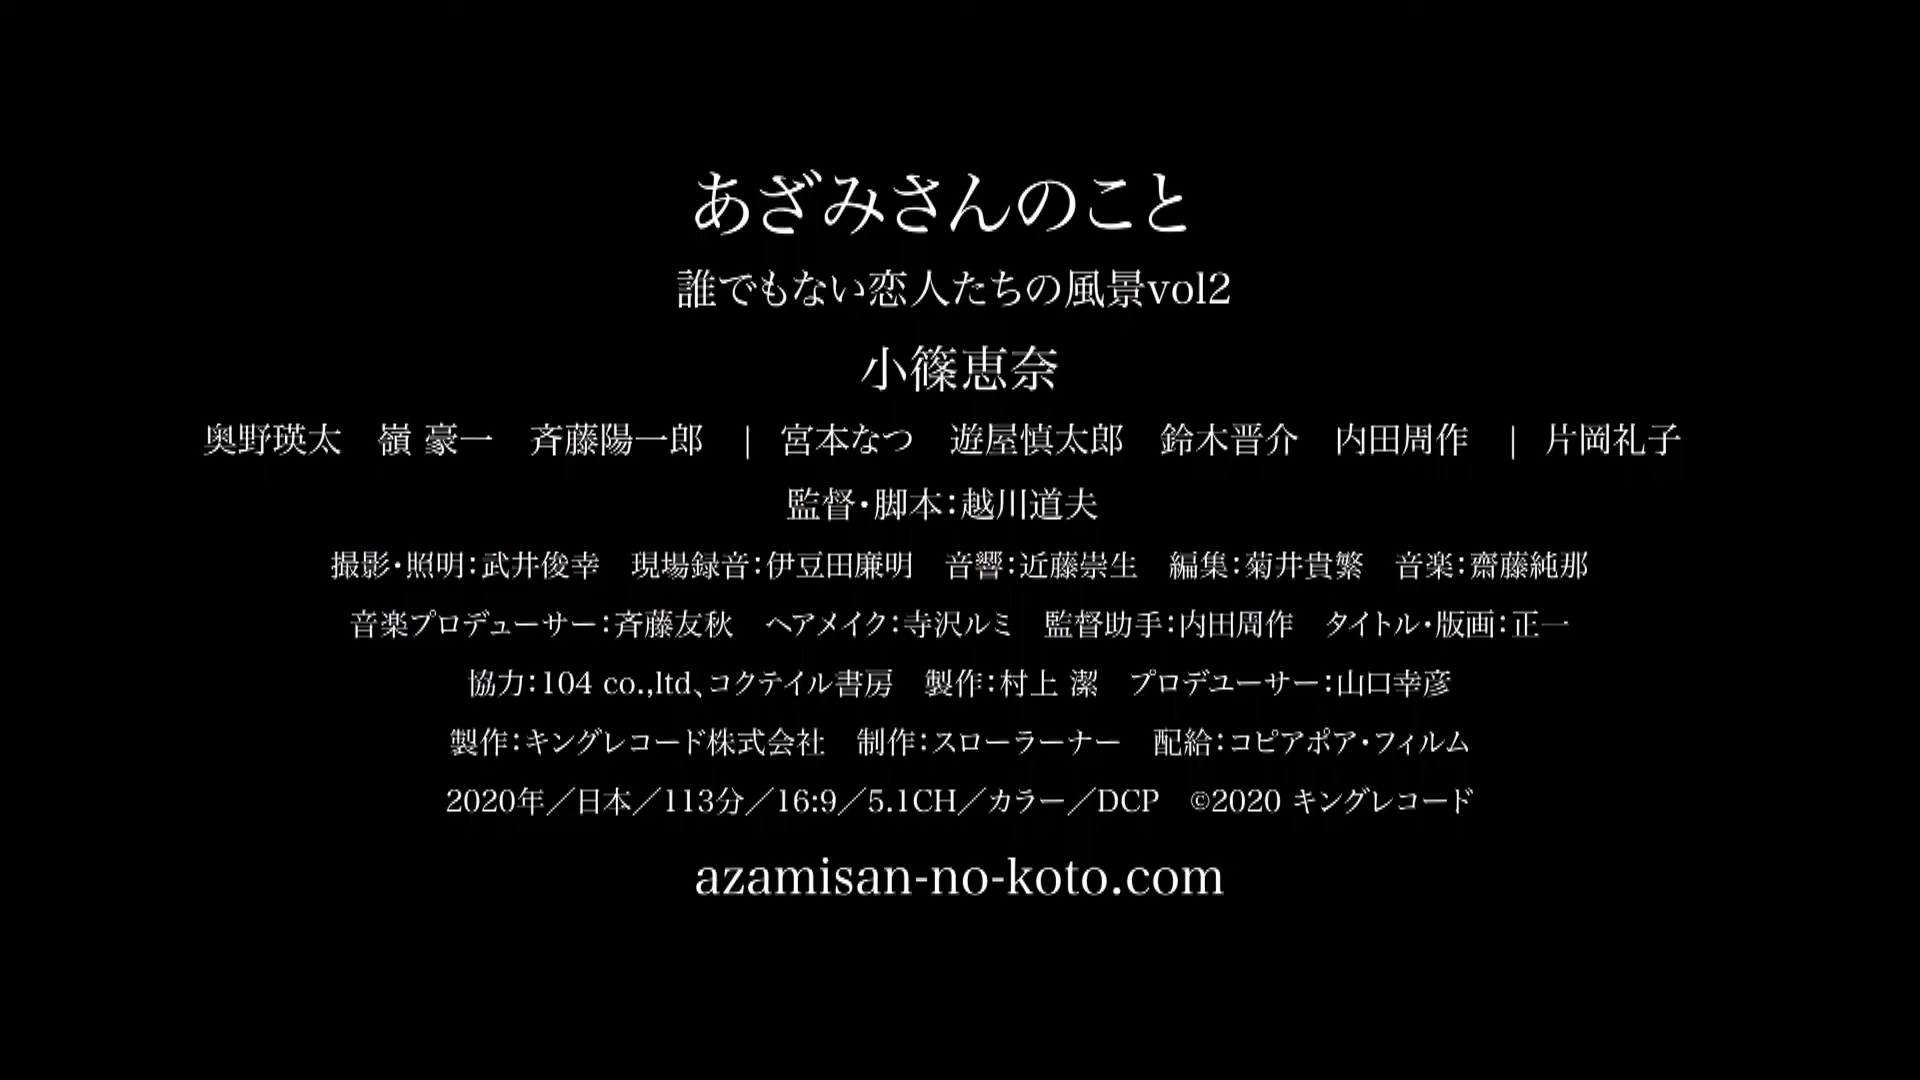 あざみさんのこと
誰でもない恋人たちの風景vol2
小篠恵奈
奥野瑛太　嶺 豪一　斉藤陽一郎　|　宮本なつ　遊屋慎太郎　鈴木晋介　内田周作　|　片岡礼子
監督・脚本：越川道夫
撮影・照明：武井俊幸　現場録音：伊豆田廉明　音響：近藤崇生　編集：菊井貴繁　音楽：齋藤純那
音楽プロデューサー：斉藤友秋　ヘアメイク：寺沢ルミ　監督助手：内田周作　タイトル・版画：正一
協力：104 co.,ltd、コクテイル書房　製作：村上 潔　プロデユーサー：山口幸彦
製作：キングレコード株式会社　制作：スローラーナー　配給：コピアポア・フィルム
2020年／日本／113分／16:9／5.1CH／カラー／DCP　©2020 キングレコード
azamisan-no-koto.com